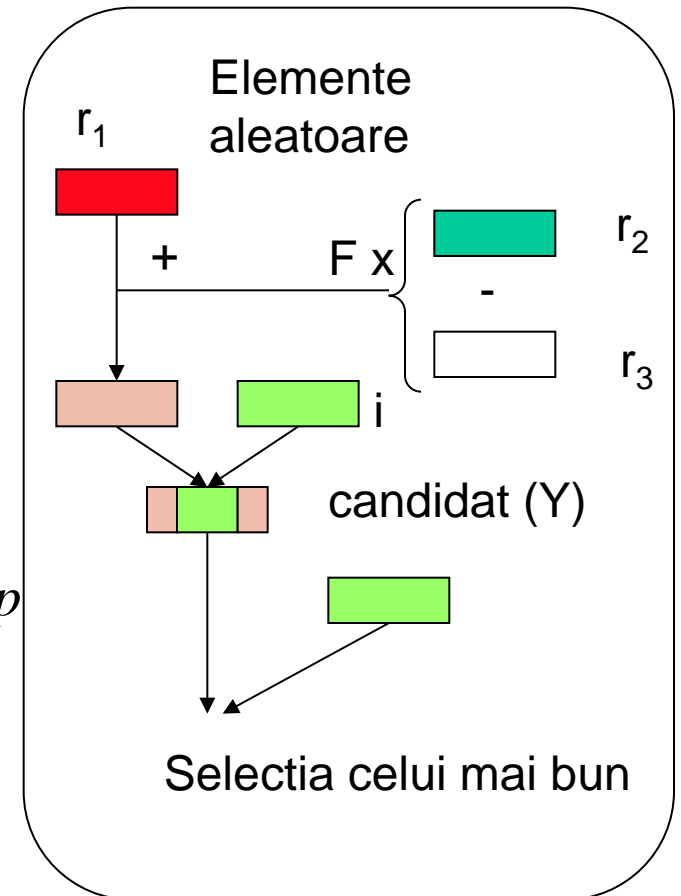 Elemente
aleatoare
r₁
r₂
+ F x
-
r₃
i
candidat (Y)
p
Selectia celui mai bun